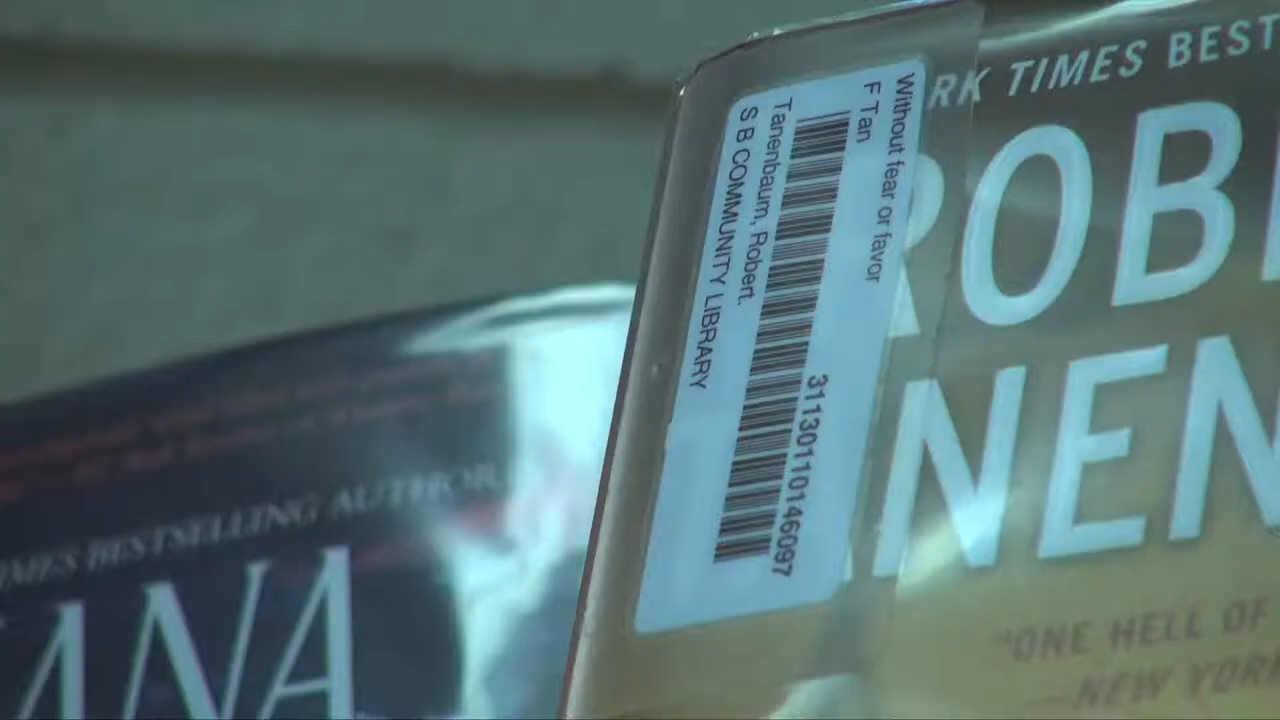 TIMES BESTSELLING AUTHOR
ANA
Without fear or favor
F Tan
31130110146097
Tanenbaum, Robert.
S B COMMUNITY LIBRARY
RK TIMES BEST
ROB
NEN
"ONE HELL OF
—NEW YORK